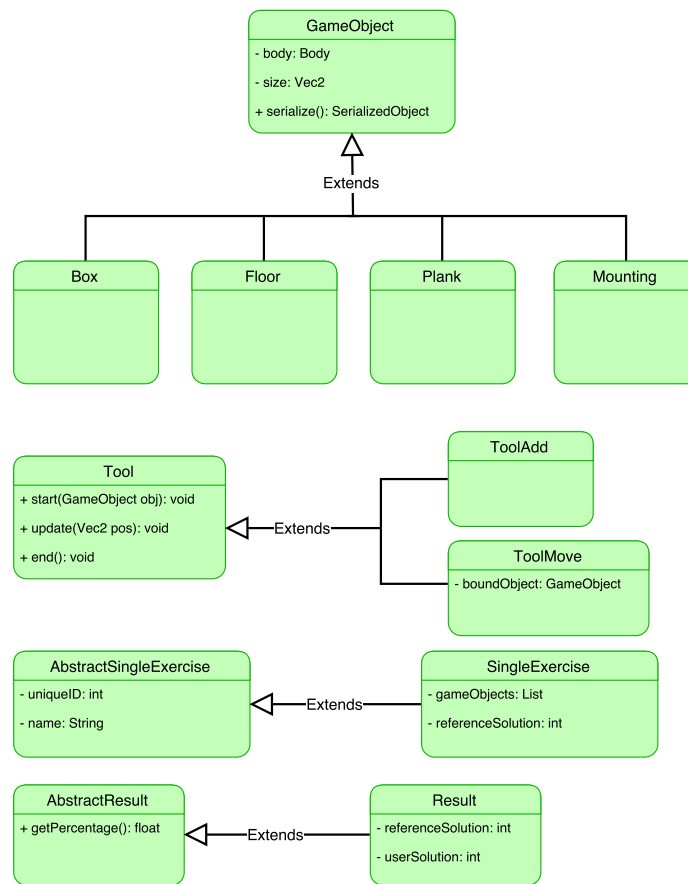 GameObject
- body: Body
- size: Vec2
+ serialize(): SerializedObject
Extends
Box
Floor
Plank
Mounting
Tool
+ start(GameObject obj): void
+ update(Vec2 pos): void
+ end(): void
Extends
ToolAdd
ToolMove
- boundObject: GameObject
AbstractSingleExercise
- uniqueID: int
- name: String
Extends
SingleExercise
- gameObjects: List
- referenceSolution: int
AbstractResult
+ getPercentage(): float
Extends
Result
- referenceSolution: int
- userSolution: int